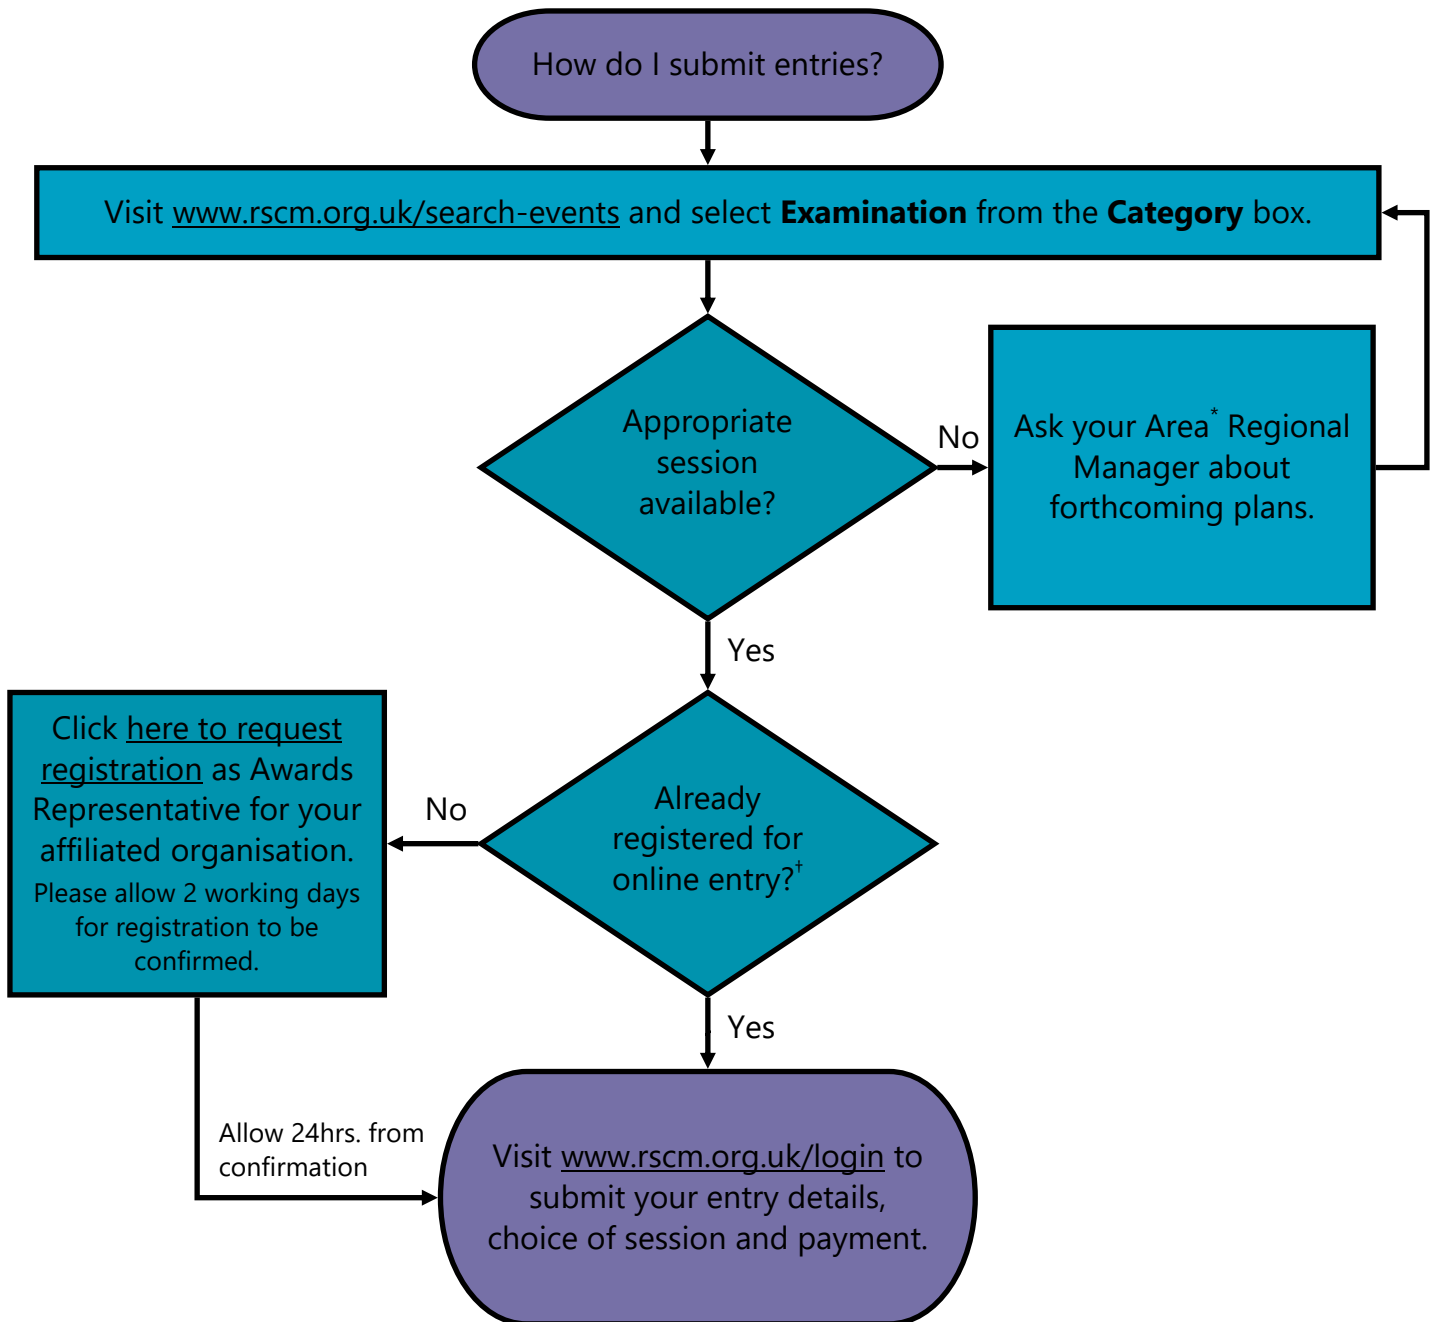 How do I submit entries?
Visit www.rscm.org.uk/search-events and select Examination from the Category box.
Appropriate
session
available?
No
Ask your Area* Regional
Manager about
forthcoming plans.
Yes
Click here to request
registration as Awards
Representative for your
affiliated organisation.
Please allow 2 working days
for registration to be
confirmed.
No
Already
registered for
online entry?†
Yes
Allow 24hrs. from
confirmation
Visit www.rscm.org.uk/login to
submit your entry details,
choice of session and payment.